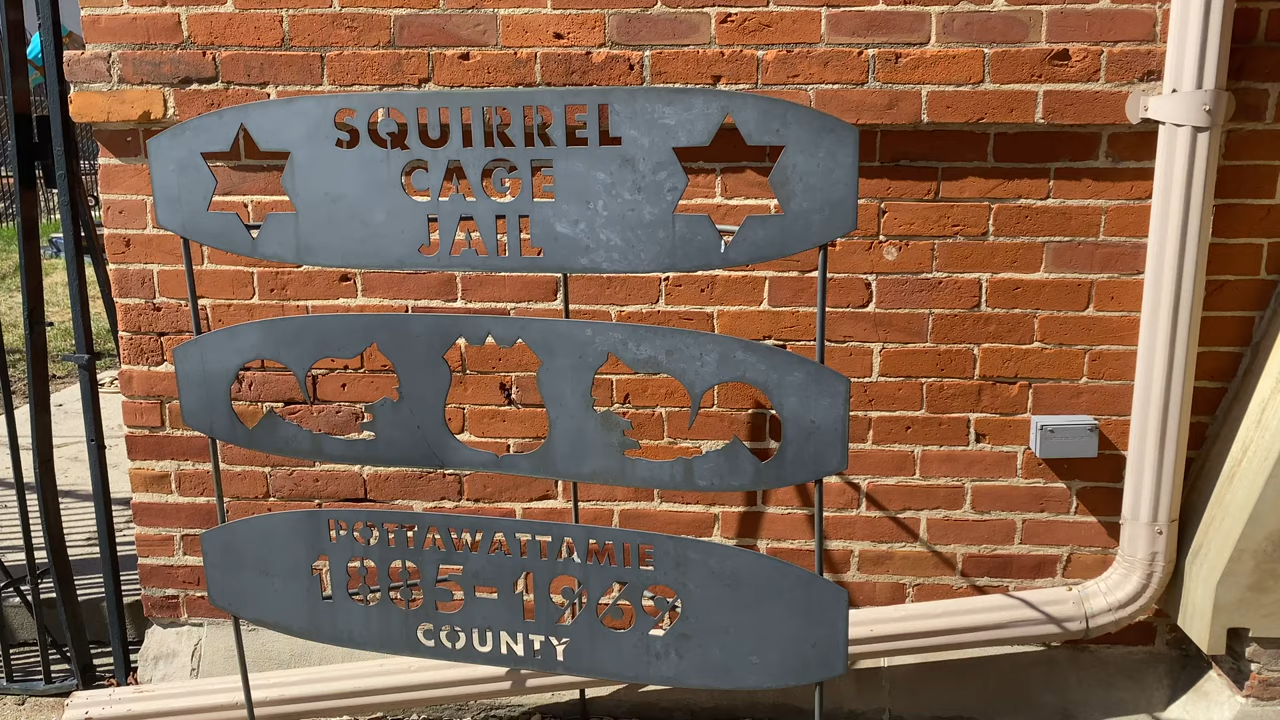 SQUIRREL
CAGE
JAIL
POTTAWATTAMIE
1885-1969
COUNTY